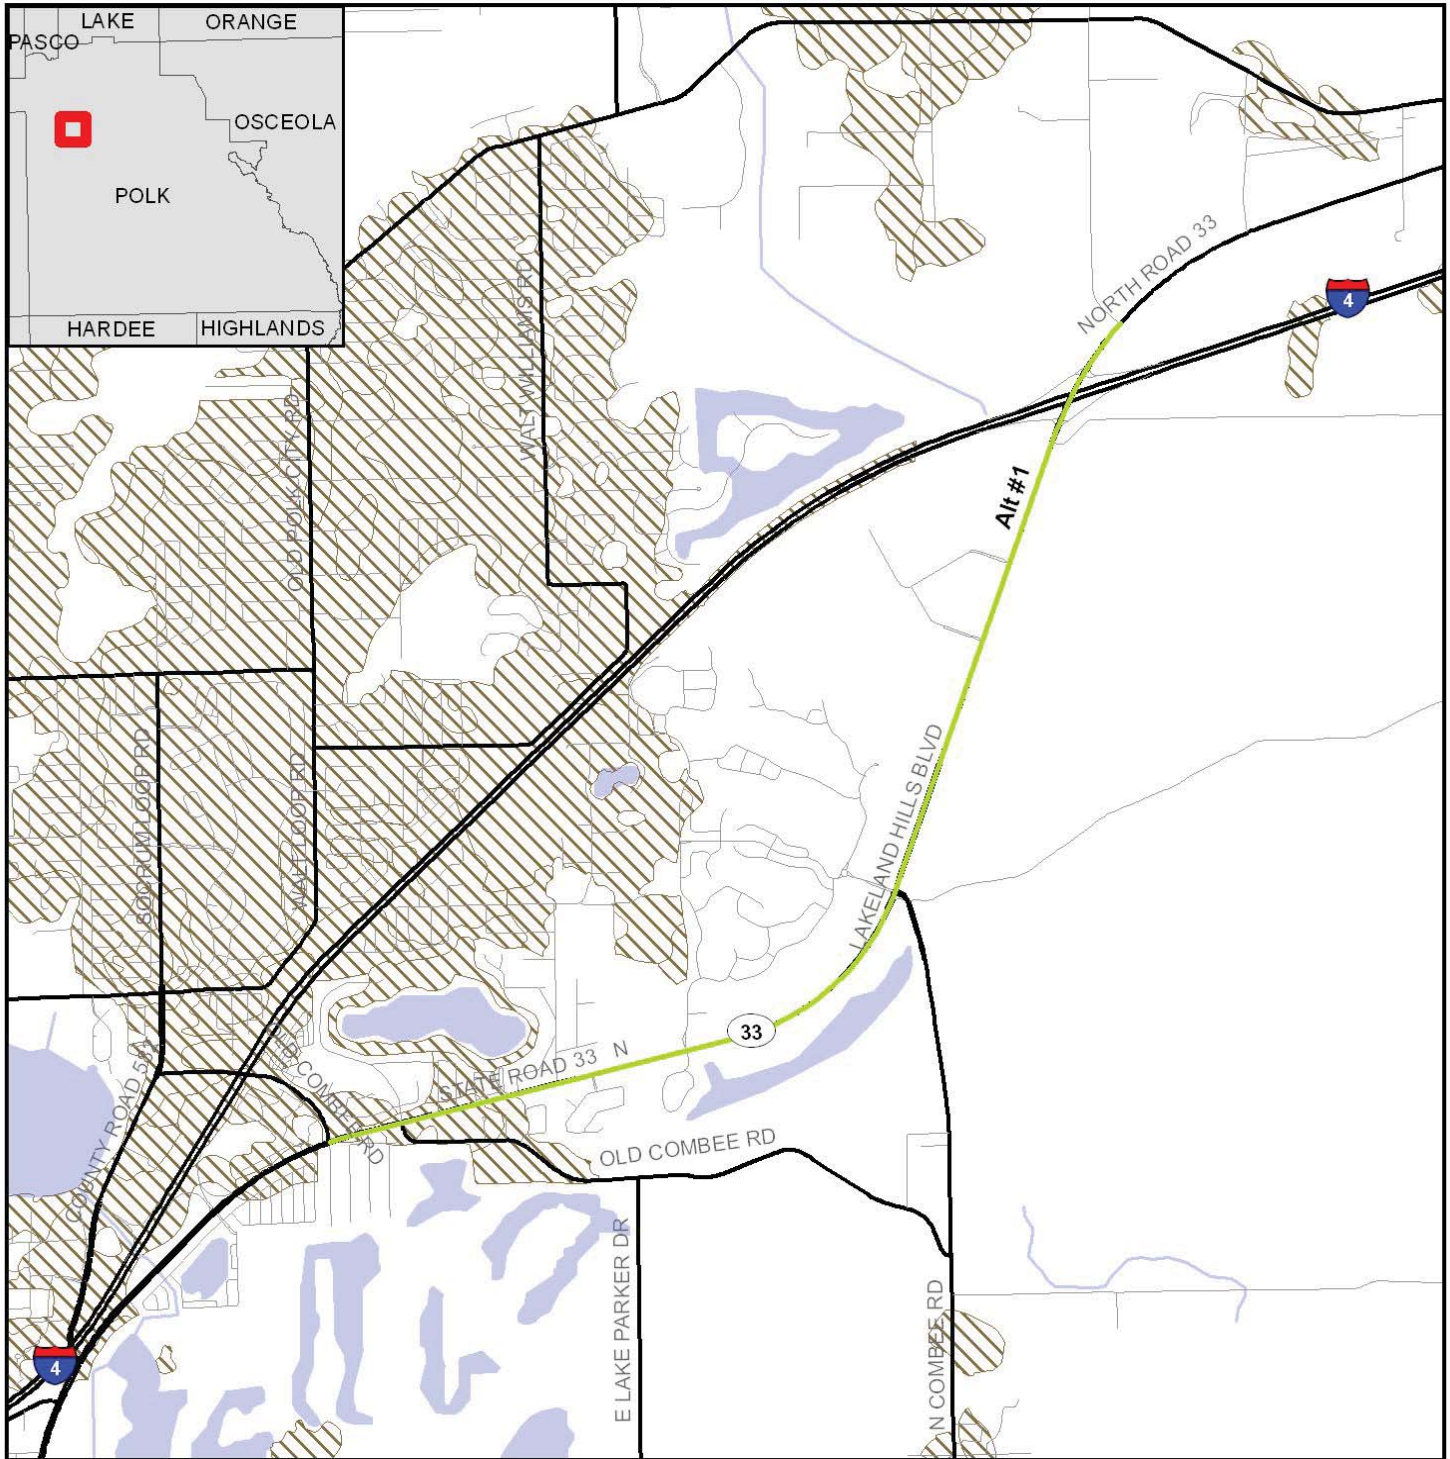 LAKE
ORANGE
PASCO
OSCEOLA
POLK
HARDEE
HIGHLANDS
NORTH ROAD 33
4
WALT WILLIAMS RD
OLD POLK CITY RD
Alt #1
SOCRUM LOOP RD
WALT LOOP RD
LAKELAND HILLS BLVD
33
STATE ROAD 33 N
OLD COMBEE RD
COUNTY ROAD 582
OLD COMBEE RD
E LAKE PARKER DR
N COMBEE RD
4